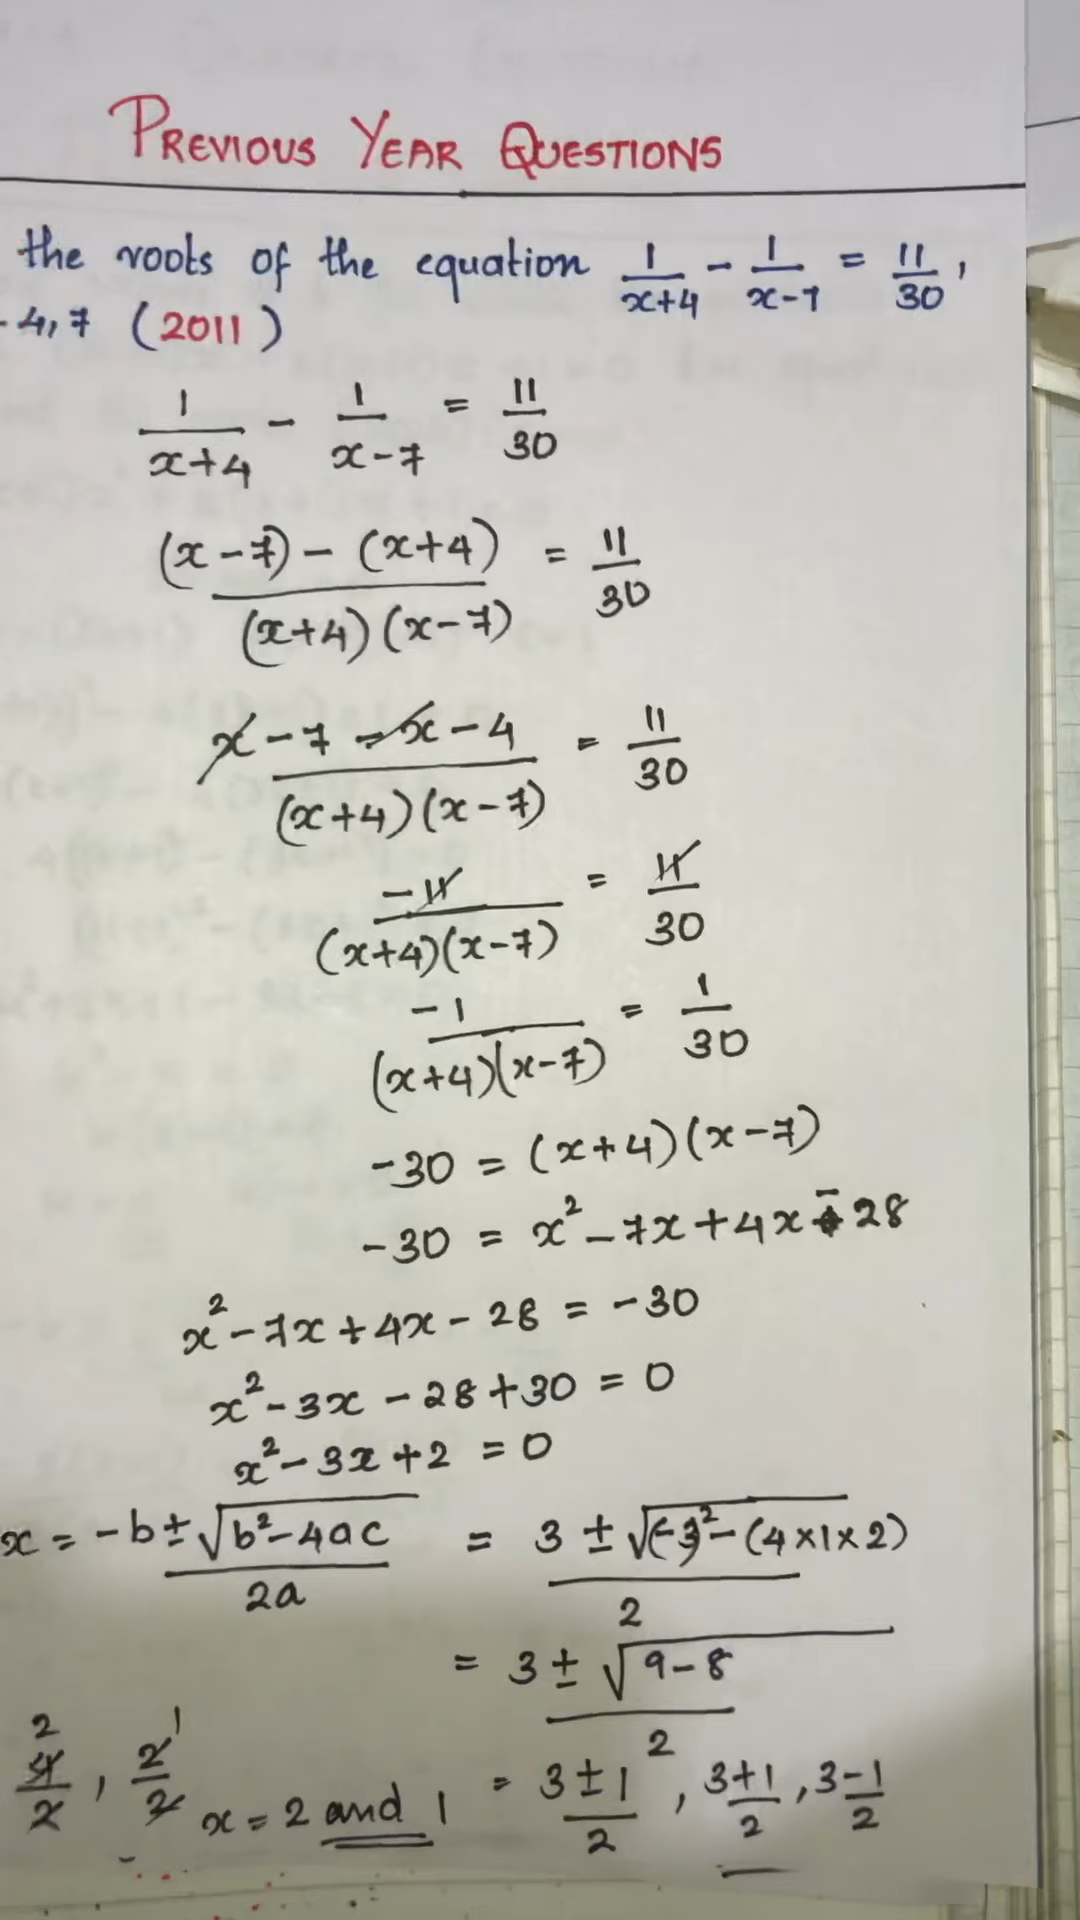 PREVIOUS YEAR QUESTIONS
the roots of the equation 1/(x+4) - 1/(x-7) = 11/30,
-4,7 (2011)
1/(x+4) - 1/(x-7) = 11/30
((x-7) - (x+4))/((x+4)(x-7)) = 11/30
(x-7-x-4)/((x+4)(x-7)) = 11/30
-11/((x+4)(x-7)) = 11/30
-1/((x+4)(x-7)) = 1/30
-30 = (x+4)(x-7)
-30 = x² - 7x + 4x - 28
x² - 7x + 4x - 28 = -30
x² - 3x - 28 + 30 = 0
x² - 3x + 2 = 0
x = (-b ± √(b² - 4ac))/2a = (3 ± √((-3)² - (4×1×2)))/2
= (3 ± √(9-8))/2
= (3±1)/2, (3+1)/2, (3-1)/2
4/2 2, 2/2 1 x = 2 and 1